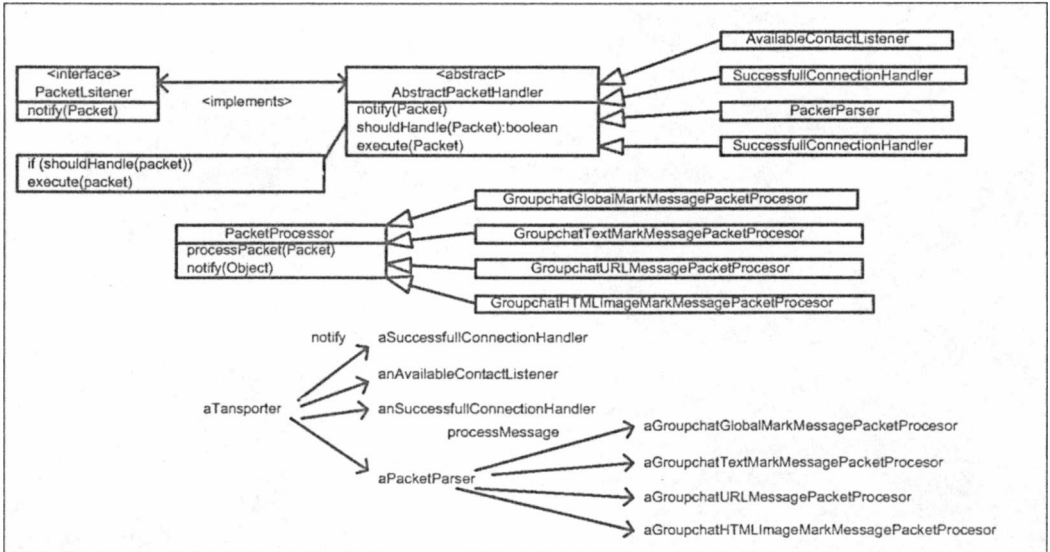 AvailableContactListener
<interface>
PacketLsitener
notify(Packet)
<implements>
<abstract>
AbstractPacketHandler
notify(Packet)
shouldHandle(Packet):boolean
execute(Packet)
SuccessfullConnectionHandler
PackerParser
SuccessfullConnectionHandler
if (shouldHandle(packet))
execute(packet)
PacketProcessor
processPacket(Packet)
notify(Object)
GroupchatGlobalMarkMessagePacketProcesor
GroupchatTextMarkMessagePacketProcesor
GroupchatURLMessagePacketProcesor
GroupchatHTMLImageMarkMessagePacketProcesor
notify
aSuccessfullConnectionHandler
anAvailableContactListener
aTansporter
anSuccessfullConnectionHandler
processMessage
aPacketParser
aGroupchatGlobalMarkMessagePacketProcesor
aGroupchatTextMarkMessagePacketProcesor
aGroupchatURLMessagePacketProcesor
aGroupchatHTMLImageMarkMessagePacketProcesor